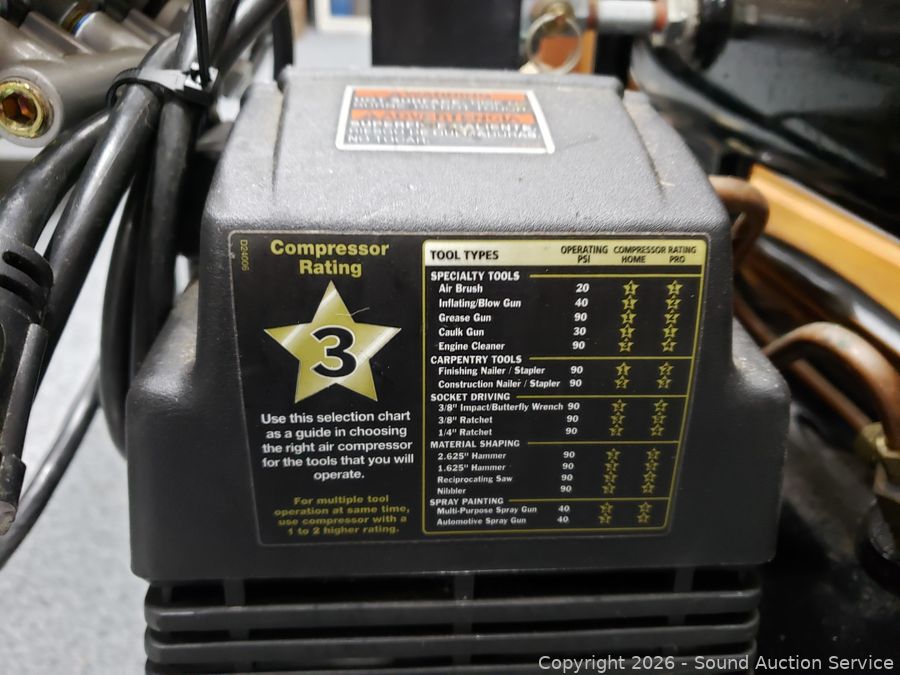 ADVERTENCIA
D24006
Compressor
Rating
3
Use this selection chart
as a guide in choosing
the right air compressor
for the tools that you will
operate.
For multiple tool
operation at same time,
use compressor with a
1 to 2 higher rating.
TOOL TYPES OPERATING PSI COMPRESSOR RATING HOME PRO
SPECIALTY TOOLS
Air Brush 20
Inflating/Blow Gun 40
Grease Gun 90
Caulk Gun 30
Engine Cleaner 90
CARPENTRY TOOLS
Finishing Nailer / Stapler 90
Construction Nailer / Stapler 90
SOCKET DRIVING
3/8" Impact/Butterfly Wrench 90
3/8" Ratchet 90
1/4" Ratchet 90
MATERIAL SHAPING
2.625" Hammer 90
1.625" Hammer 90
Reciprocating Saw 90
Nibbler 90
SPRAY PAINTING
Multi-Purpose Spray Gun 40
Automotive Spray Gun 40
Copyright 2026 - Sound Auction Service